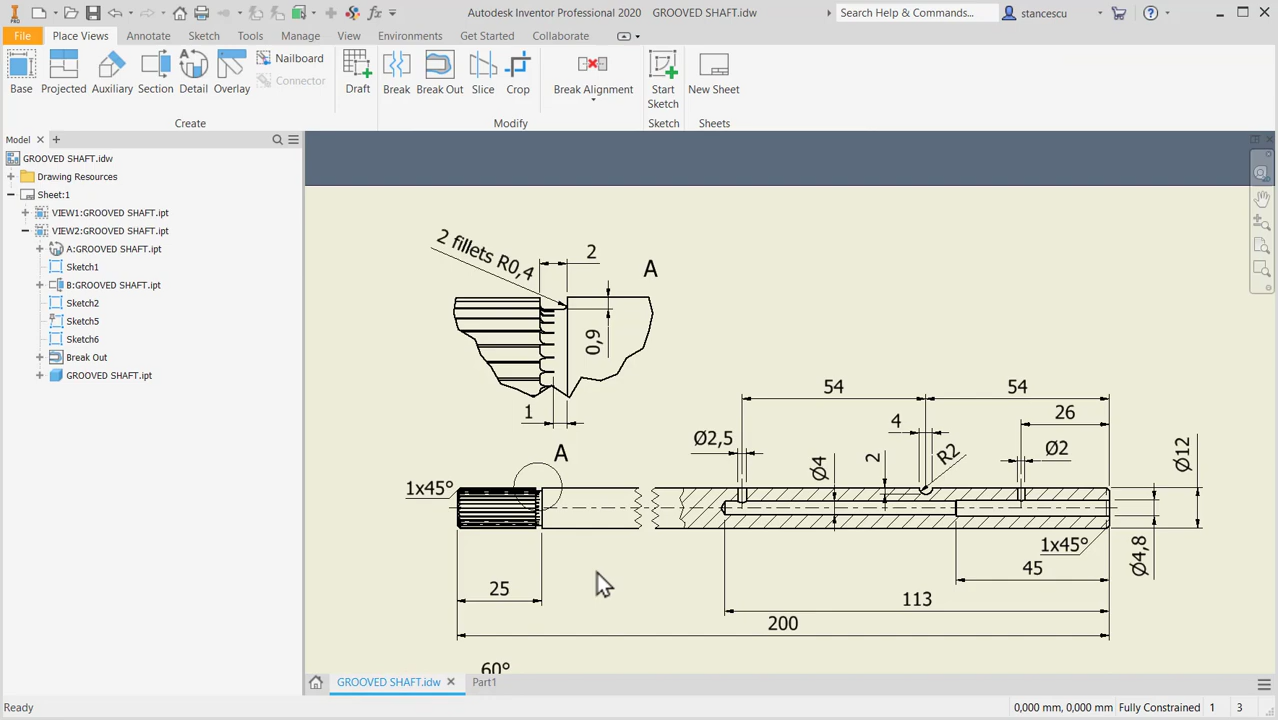 PRO
fx
Autodesk Inventor Professional 2020 GROOVED SHAFT.idw
Search Help & Commands...
stancescu
File Place Views Annotate Sketch Tools Manage View Environments Get Started Collaborate
Base
Projected
Auxiliary
Section
Detail
Overlay
Nailboard
Connector
Draft
Break
Break Out
Slice
Crop
Break Alignment
Start
Sketch
New Sheet
Create
Modify
Sketch
Sheets
Model
GROOVED SHAFT.idw
Drawing Resources
Sheet:1
VIEW1:GROOVED SHAFT.ipt
VIEW2:GROOVED SHAFT.ipt
A:GROOVED SHAFT.ipt
Sketch1
B:GROOVED SHAFT.ipt
Sketch2
Sketch5
Sketch6
Break Out
GROOVED SHAFT.ipt
2 fillets R0,4
2
A
0,9
1
A
1x45°
25
54
54
26
4
Ø2,5
Ø4
2
R2
Ø2
Ø12
1x45°
Ø4,8
45
113
200
60°
GROOVED SHAFT.idw
Part1
Ready
0,000 mm, 0,000 mm Fully Constrained 1 3